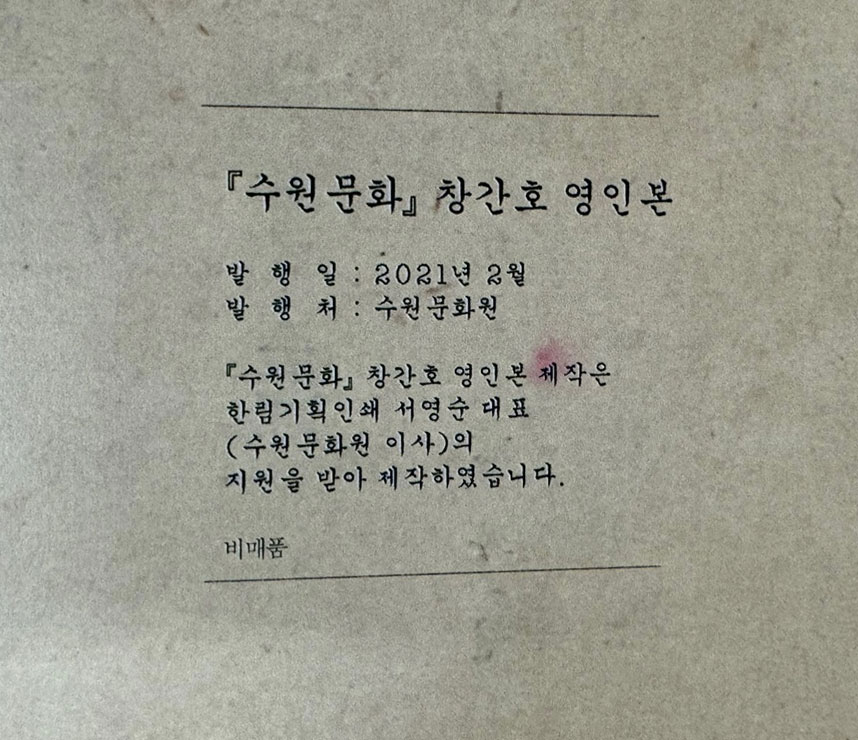 『수원문화』 창간호 영인본
발 행 일 : 2021년 2월
발 행 처 : 수원문화원
『수원문화』 창간호 영인본 제작은
한림기획인쇄 서영순 대표
(수원문화원 이사)의
지원을 받아 제작하였습니다.
비매품